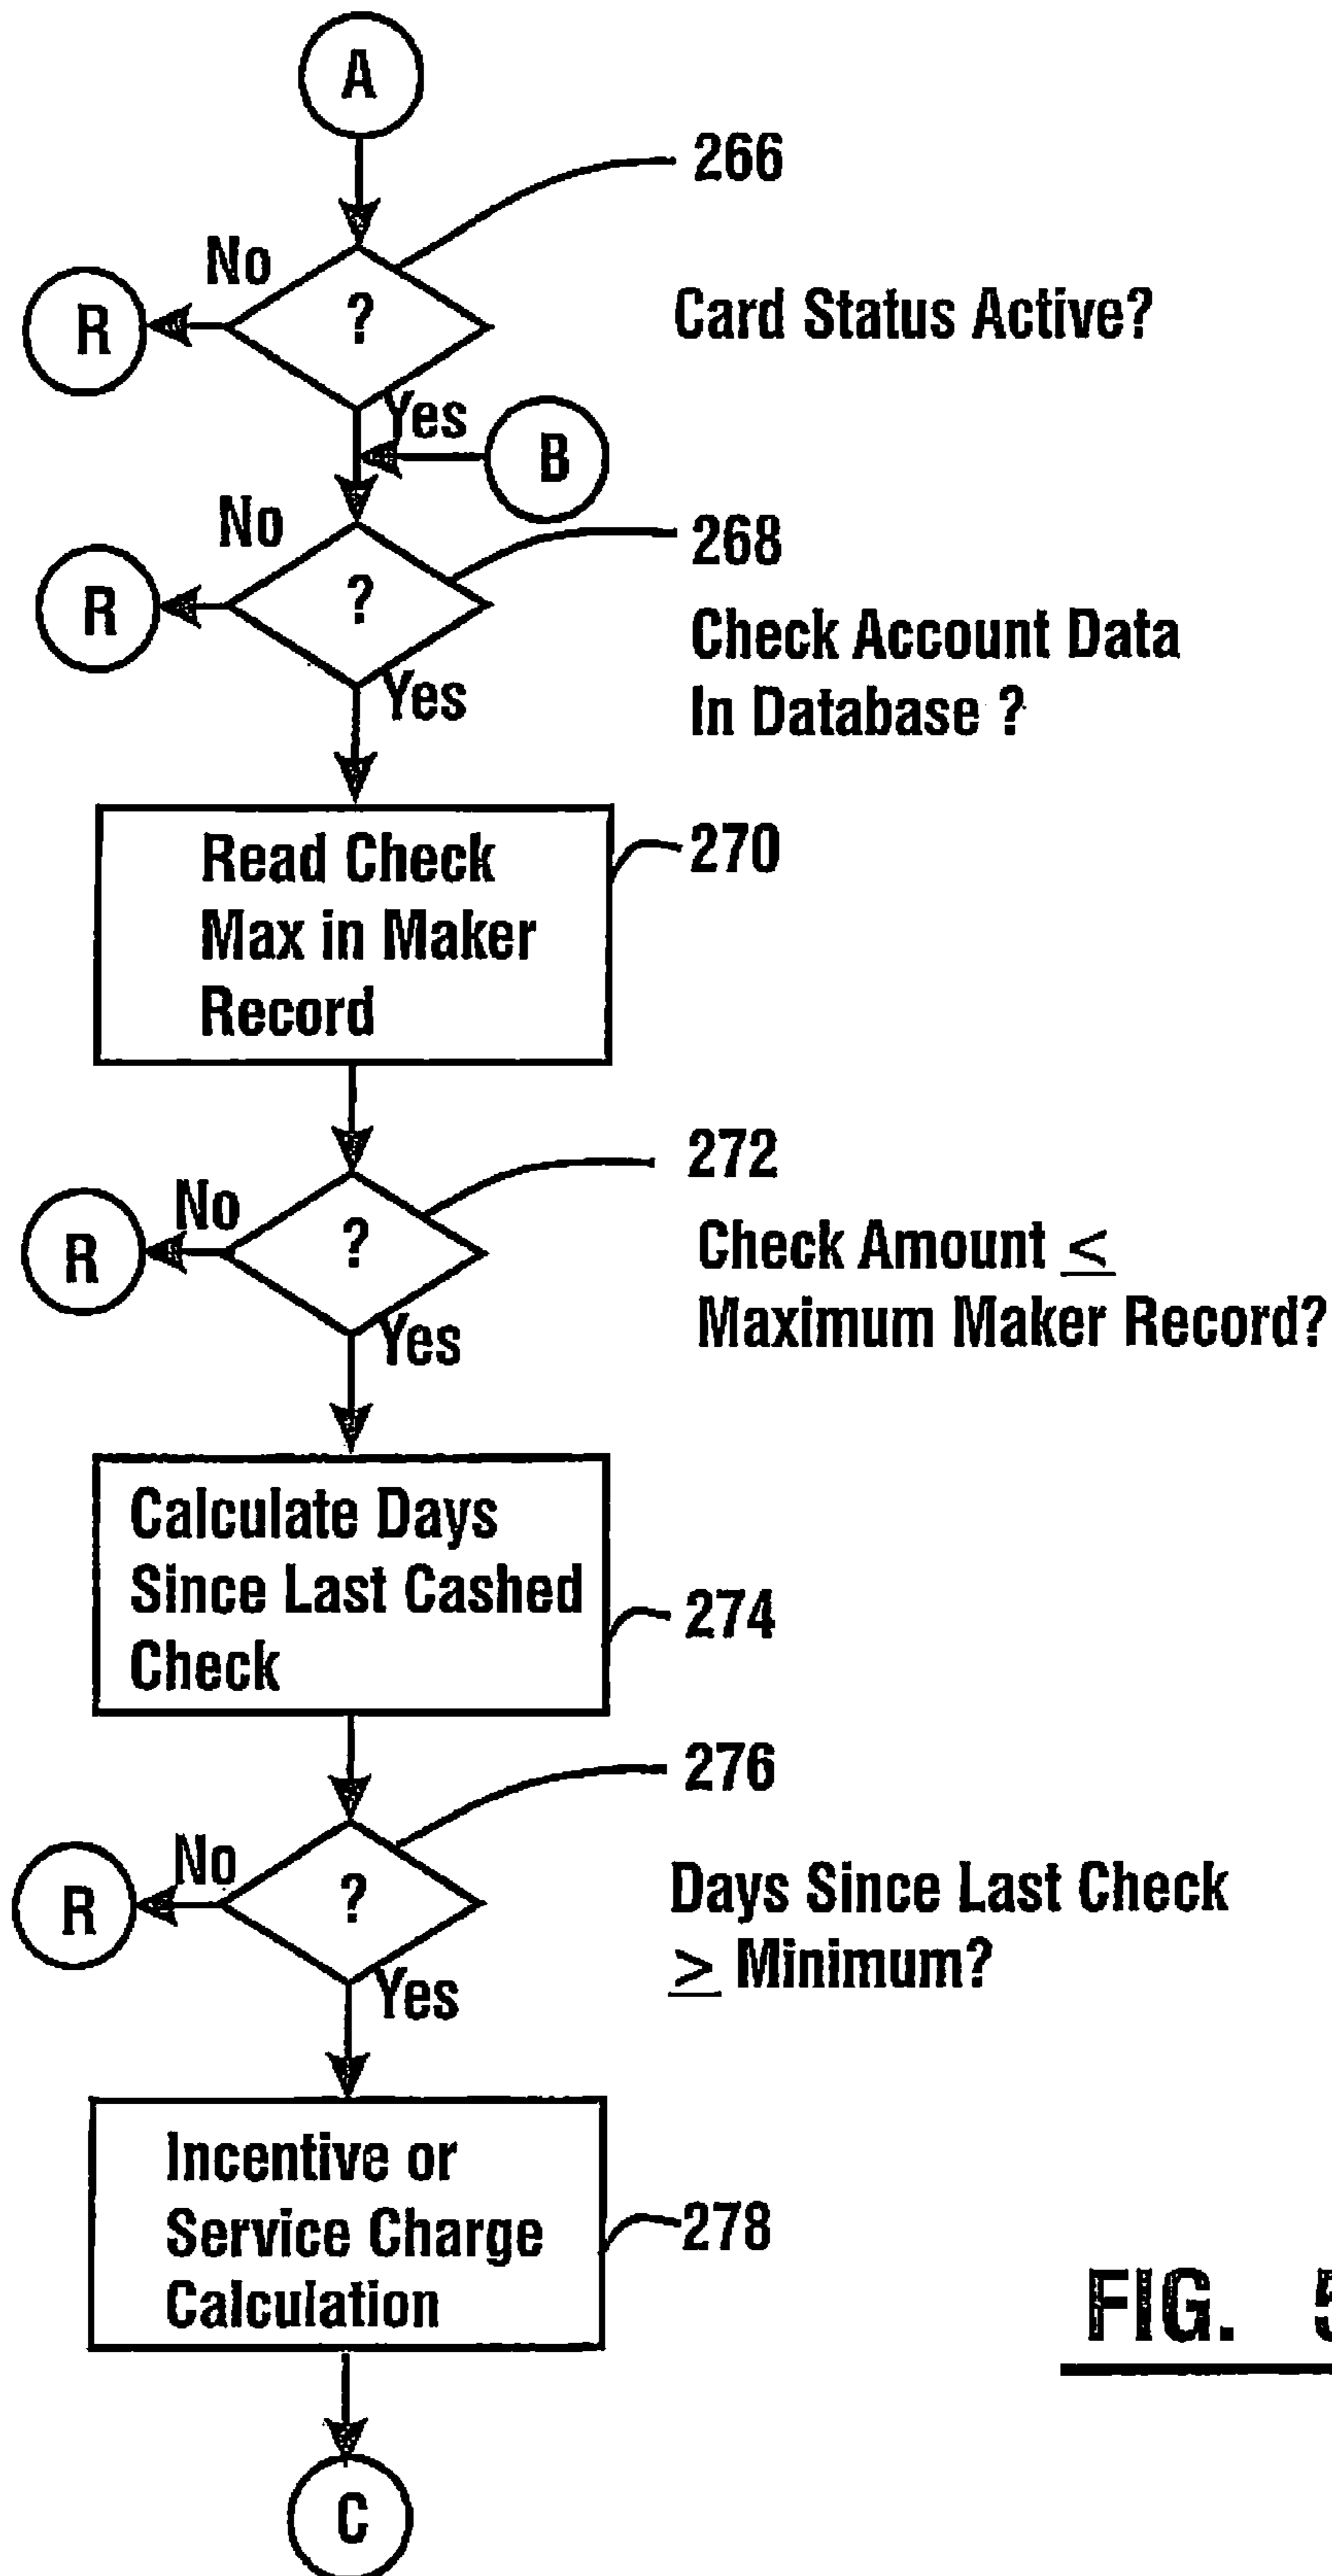 A
266
No
R
?
Card Status Active?
Yes
B
No
268
R
?
Check Account Data
In Database ?
Yes
Read Check
Max in Maker
Record
270
272
No
R
?
Check Amount ≤
Maximum Maker Record?
Yes
Calculate Days
Since Last Cashed
Check
274
276
No
R
?
Days Since Last Check
≥ Minimum?
Yes
Incentive or
Service Charge
Calculation
278
FIG. 5
C